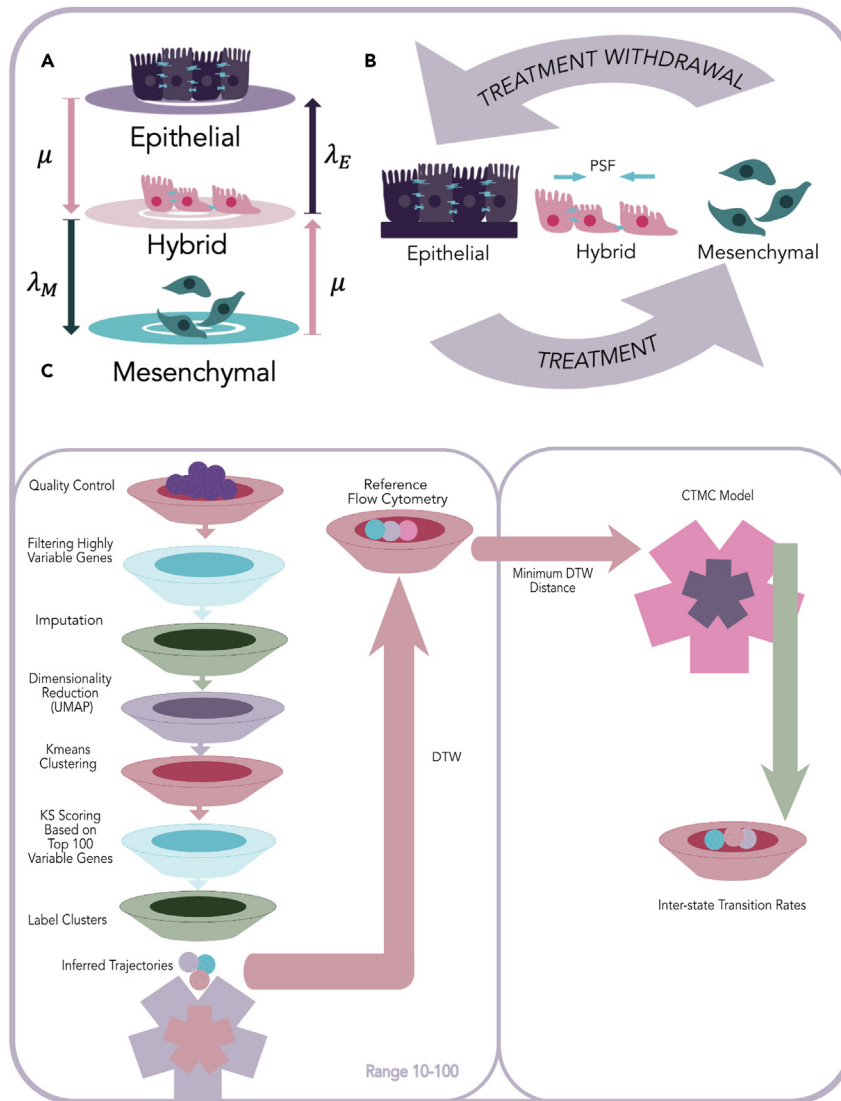 A
Epithelial
μ
λE
Hybrid
λM
μ
Mesenchymal
B
TREATMENT WITHDRAWAL
PSF
Epithelial
Hybrid
Mesenchymal
TREATMENT
C
Quality Control
Filtering Highly
Variable Genes
Imputation
Dimensionality
Reduction
(UMAP)
Kmeans
Clustering
KS Scoring
Based on
Top 100
Variable Genes
Label Clusters
Inferred Trajectories
Reference
Flow Cytometry
DTW
Range 10-100
Minimum DTW
Distance
CTMC Model
Inter-state Transition Rates